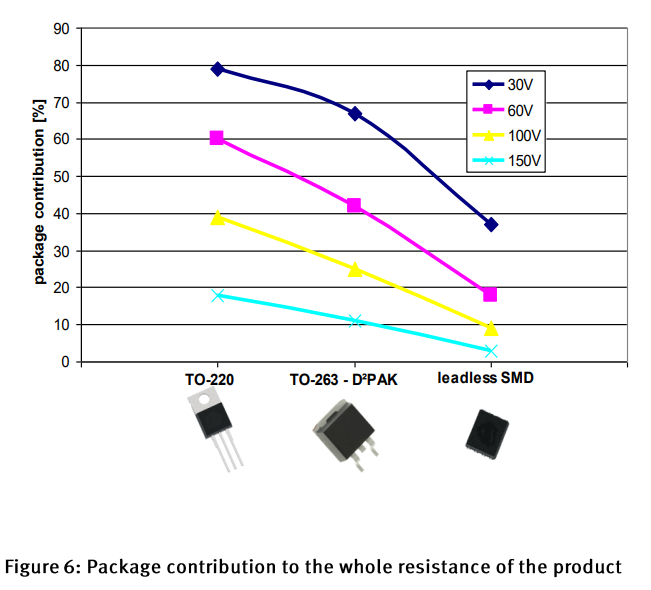 90
80
70
60
50
40
30
20
10
0
package contribution [%]
30V
60V
100V
150V
TO-220
TO-263 - D²PAK
leadless SMD
Figure 6: Package contribution to the whole resistance of the product